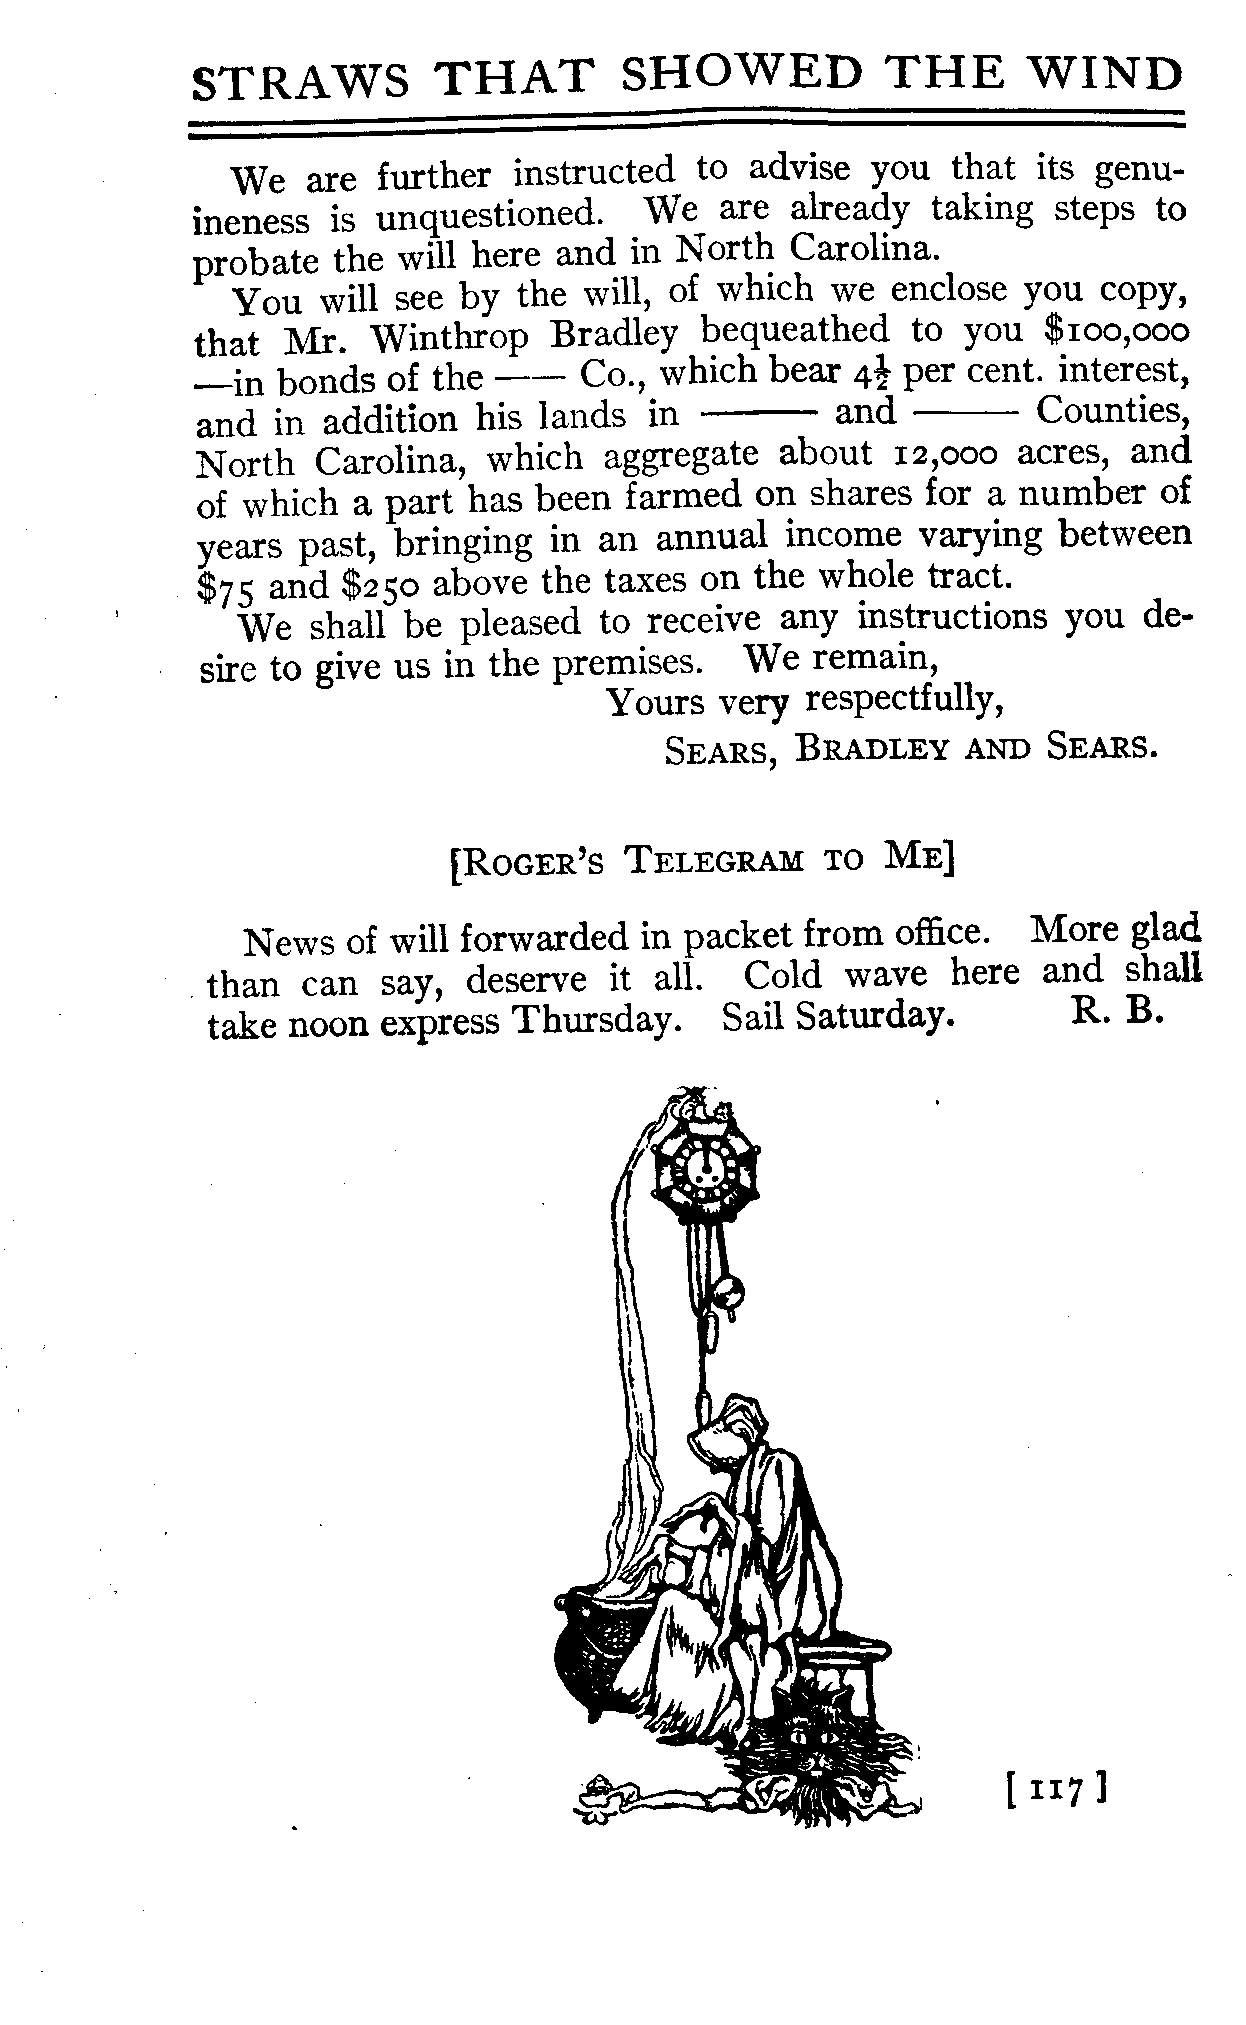 STRAWS THAT SHOWED THE WIND
We are further instructed to advise you that its genu-
ineness is unquestioned. We are already taking steps to
probate the will here and in North Carolina.
You will see by the will, of which we enclose you copy,
that Mr. Winthrop Bradley bequeathed to you $100,000
—in bonds of the —— Co., which bear 4½ per cent. interest,
and in addition his lands in ——— and ——— Counties,
North Carolina, which aggregate about 12,000 acres, and
of which a part has been farmed on shares for a number of
years past, bringing in an annual income varying between
$75 and $250 above the taxes on the whole tract.
We shall be pleased to receive any instructions you de-
sire to give us in the premises. We remain,
Yours very respectfully,
SEARS, BRADLEY AND SEARS.
[ROGER'S TELEGRAM TO ME]
News of will forwarded in packet from office. More glad
than can say, deserve it all. Cold wave here and shall
take noon express Thursday. Sail Saturday. R. B.
[117]